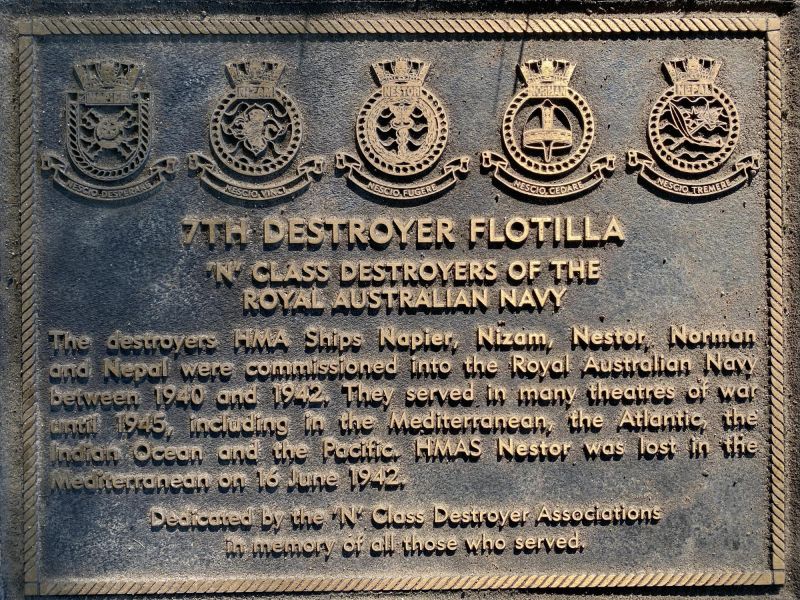 NIZAM
NESTOR
NORMAN
NEPAL
NESCIO VINCI
NESCIO FUGERE
NESCIO CEDARE
NESCIO TREMERE
7TH DESTROYER FLOTILLA
'N' CLASS DESTROYERS OF THE
ROYAL AUSTRALIAN NAVY
The destroyers HMA Ships Napier, Nizam, Nestor, Norman
and Nepal were commissioned into the Royal Australian Navy
between 1940 and 1942. They served in many theatres of war
until 1945, including in the Mediterranean, the Atlantic, the
Indian Ocean and the Pacific. HMAS Nestor was lost in the
Mediterranean on 16 June 1942.
Dedicated by the 'N' Class Destroyer Associations
in memory of all those who served.